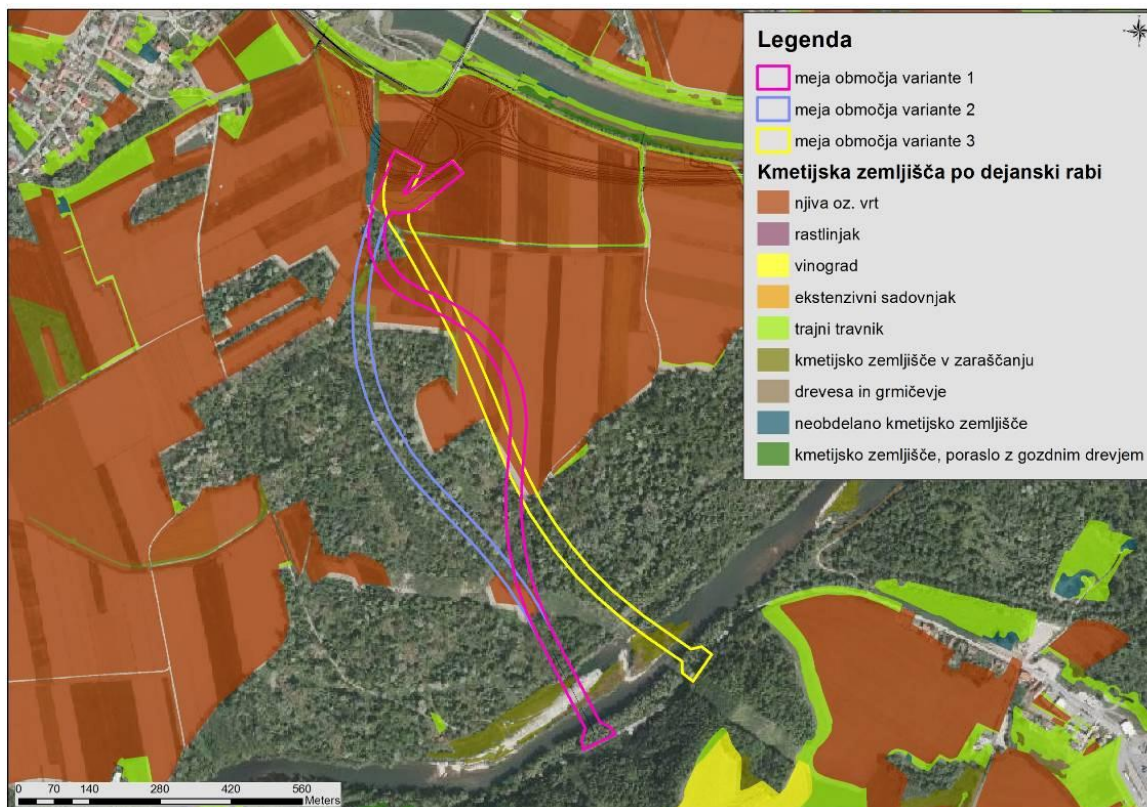 Legenda
meja območja variante 1
meja območja variante 2
meja območja variante 3
Kmetijska zemljišča po dejanski rabi
njiva oz. vrt
rastlinjak
vinograd
ekstenzivni sadovnjak
trajni travnik
kmetijsko zemljišče v zaraščanju
drevesa in grmičevje
neobdelano kmetijsko zemljišče
kmetijsko zemljišče, poraslo z gozdnim drevjem
0 70 140 280 420 560
Meters